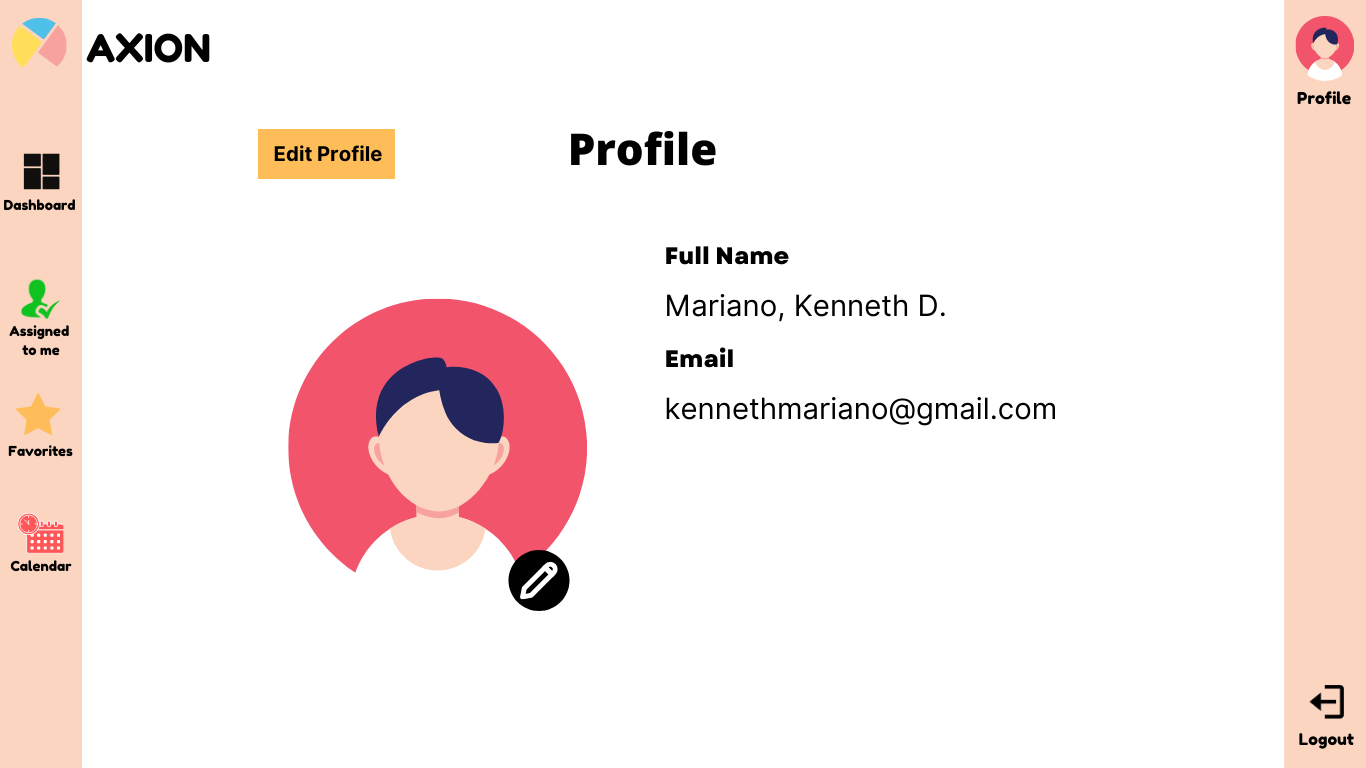 AXION
Profile
Edit Profile
Profile
Dashboard
Full Name
Mariano, Kenneth D.
Assigned
to me
Email
kennethmariano@gmail.com
Favorites
Calendar
Logout